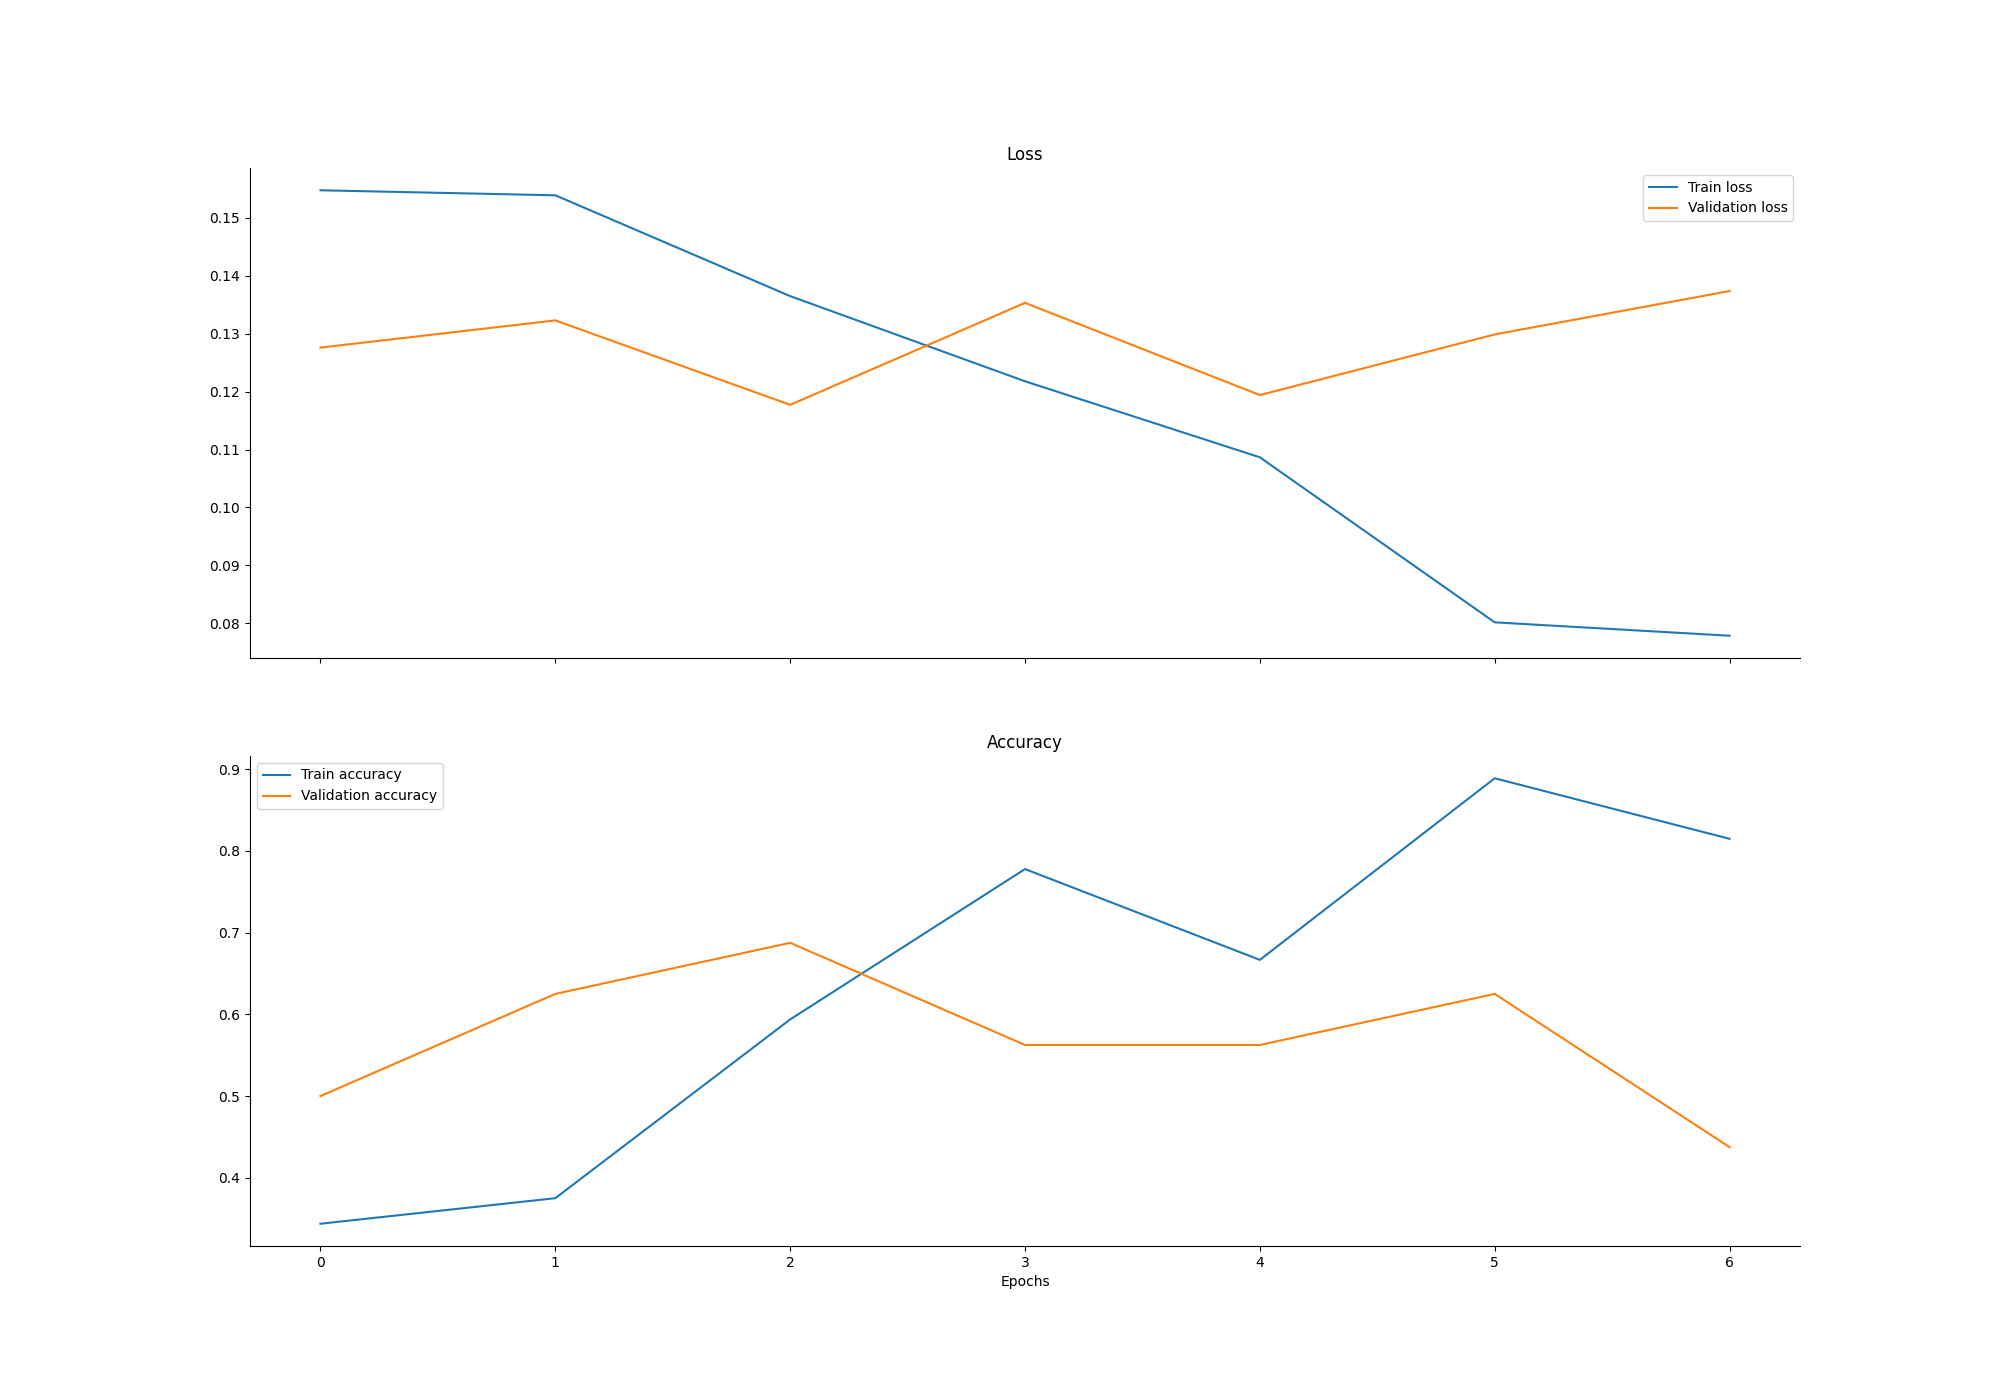 Loss
Train loss
Validation loss
0.15
0.14
0.13
0.12
0.11
0.10
0.09
0.08
Accuracy
Train accuracy
Validation accuracy
0.9
0.8
0.7
0.6
0.5
0.4
0 1 2 3 4 5 6
Epochs